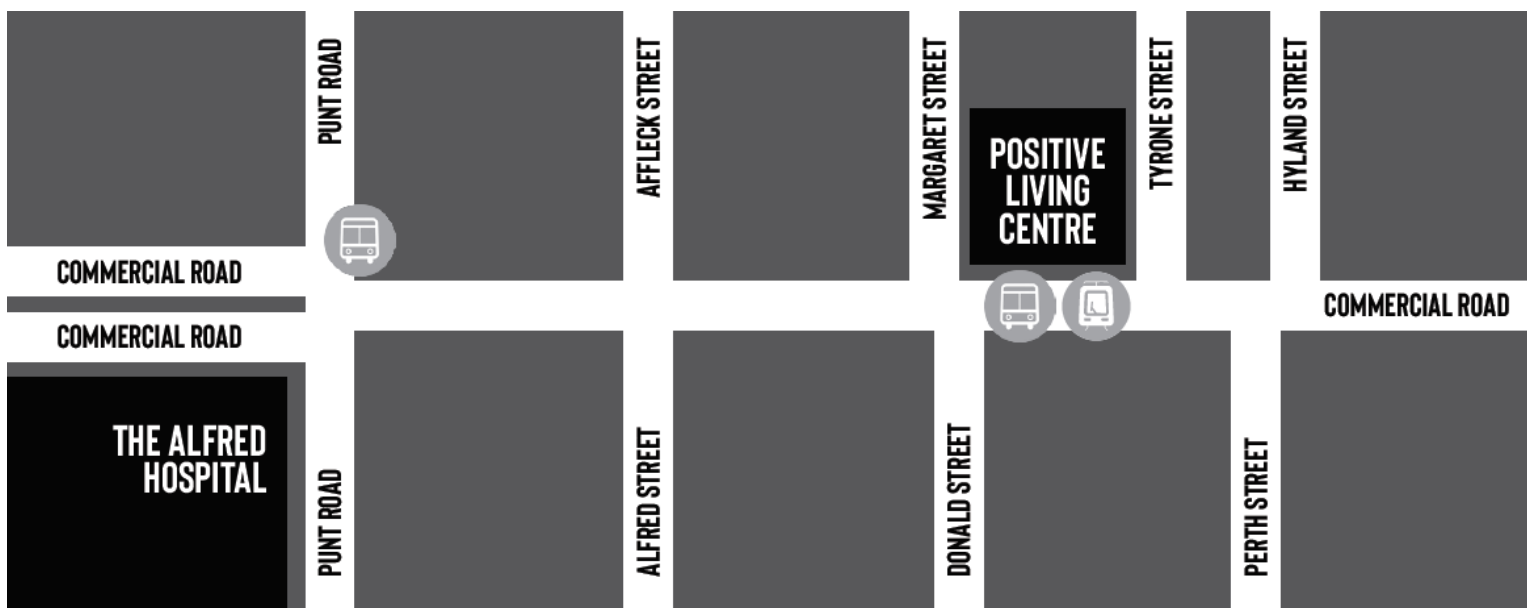 PUNT ROAD
AFFLECK STREET
MARGARET STREET
POSITIVE
LIVING
CENTRE
TYRONE STREET
HYLAND STREET
COMMERCIAL ROAD
COMMERCIAL ROAD
COMMERCIAL ROAD
THE ALFRED
HOSPITAL
PUNT ROAD
ALFRED STREET
DONALD STREET
PERTH STREET